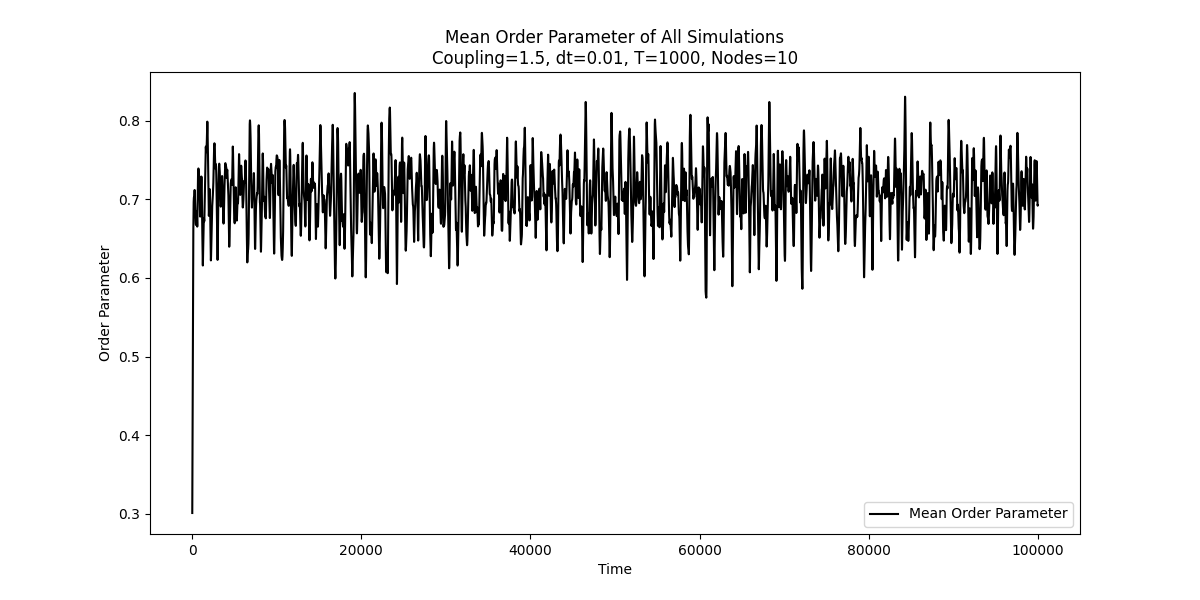 Mean Order Parameter of All Simulations
Coupling=1.5, dt=0.01, T=1000, Nodes=10
Order Parameter
0.8
0.7
0.6
0.5
0.4
0.3
Mean Order Parameter
0 20000 40000 60000 80000 100000
Time